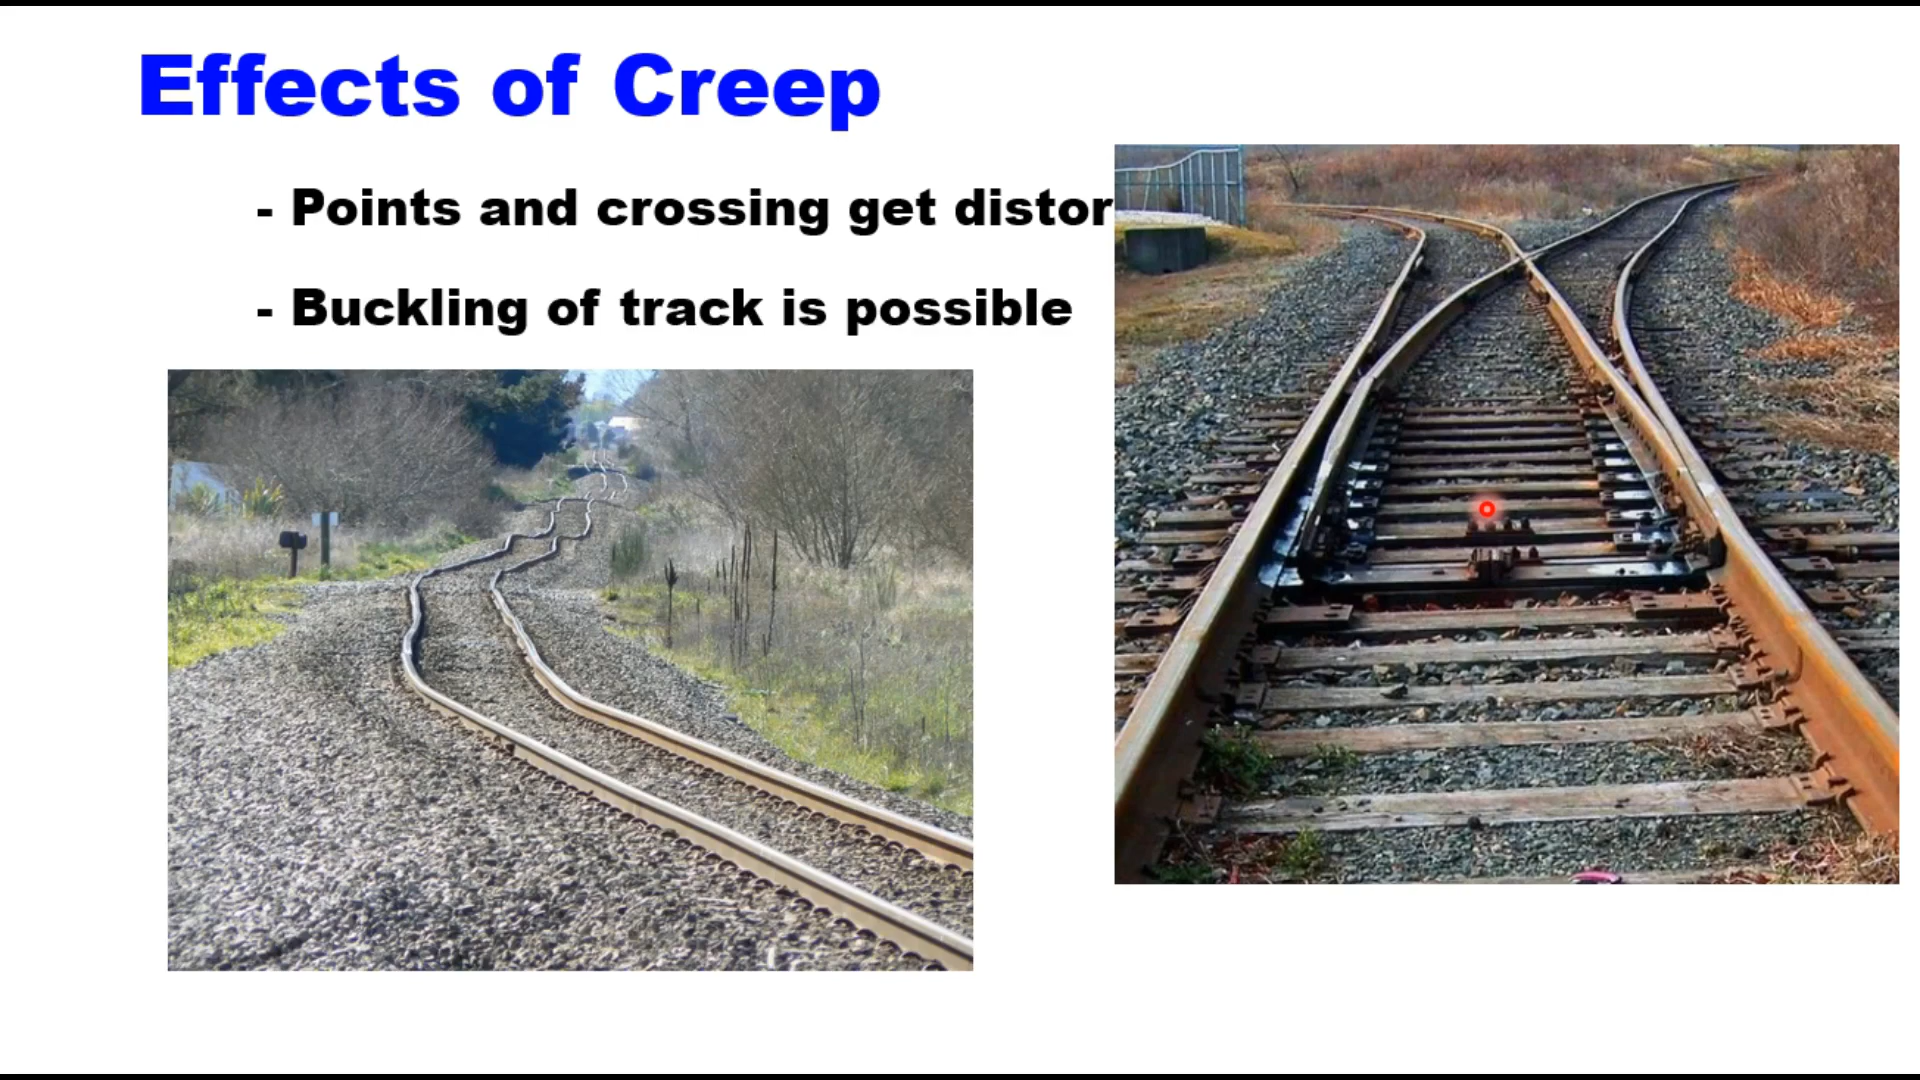 Effects of Creep
- Points and crossing get distor
- Buckling of track is possible